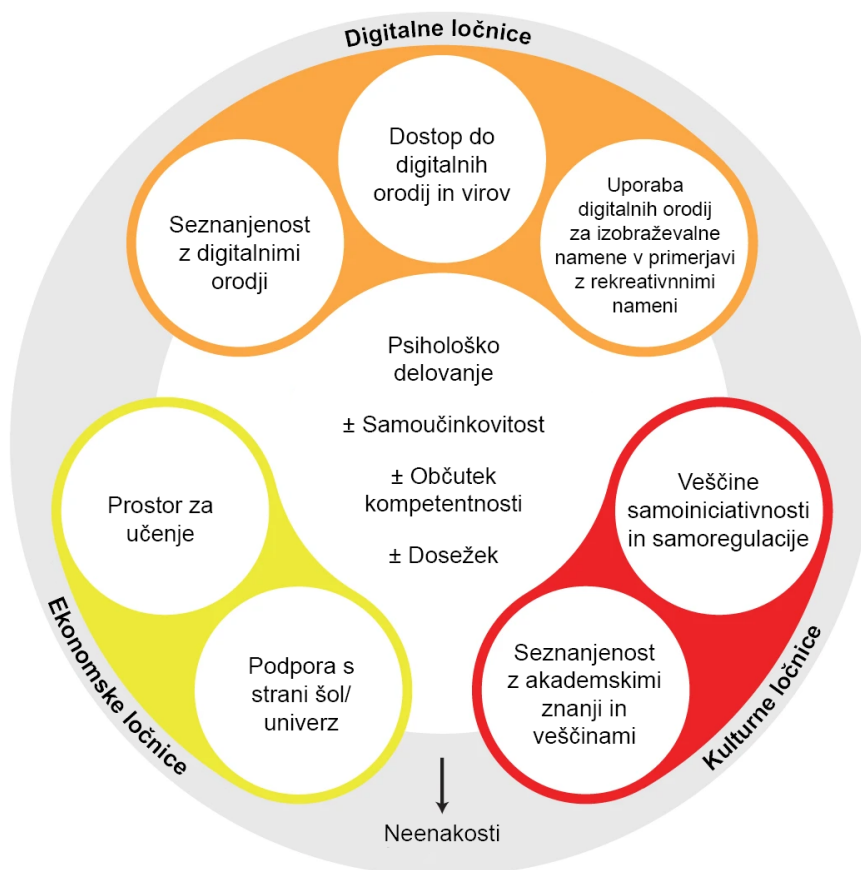 Digitalne ločnice
Dostop do
digitalnih
orodij in virov
Seznanjenost
z digitalnimi
orodji
Uporaba
digitalnih orodij
za izobraževalne
namene v primerjavi
z rekreativnnimi
nameni
Psihološko
delovanje
± Samoučinkovitost
± Občutek
kompetentnosti
± Dosežek
Prostor za
učenje
Podpora s
strani šol/
univerz
Ekonomske ločnice
Veščine
samoiniciativnosti
in samoregulacije
Seznanjenost
z akademskimi
znanji in
veščinami
Kulturne ločnice
Neenakosti